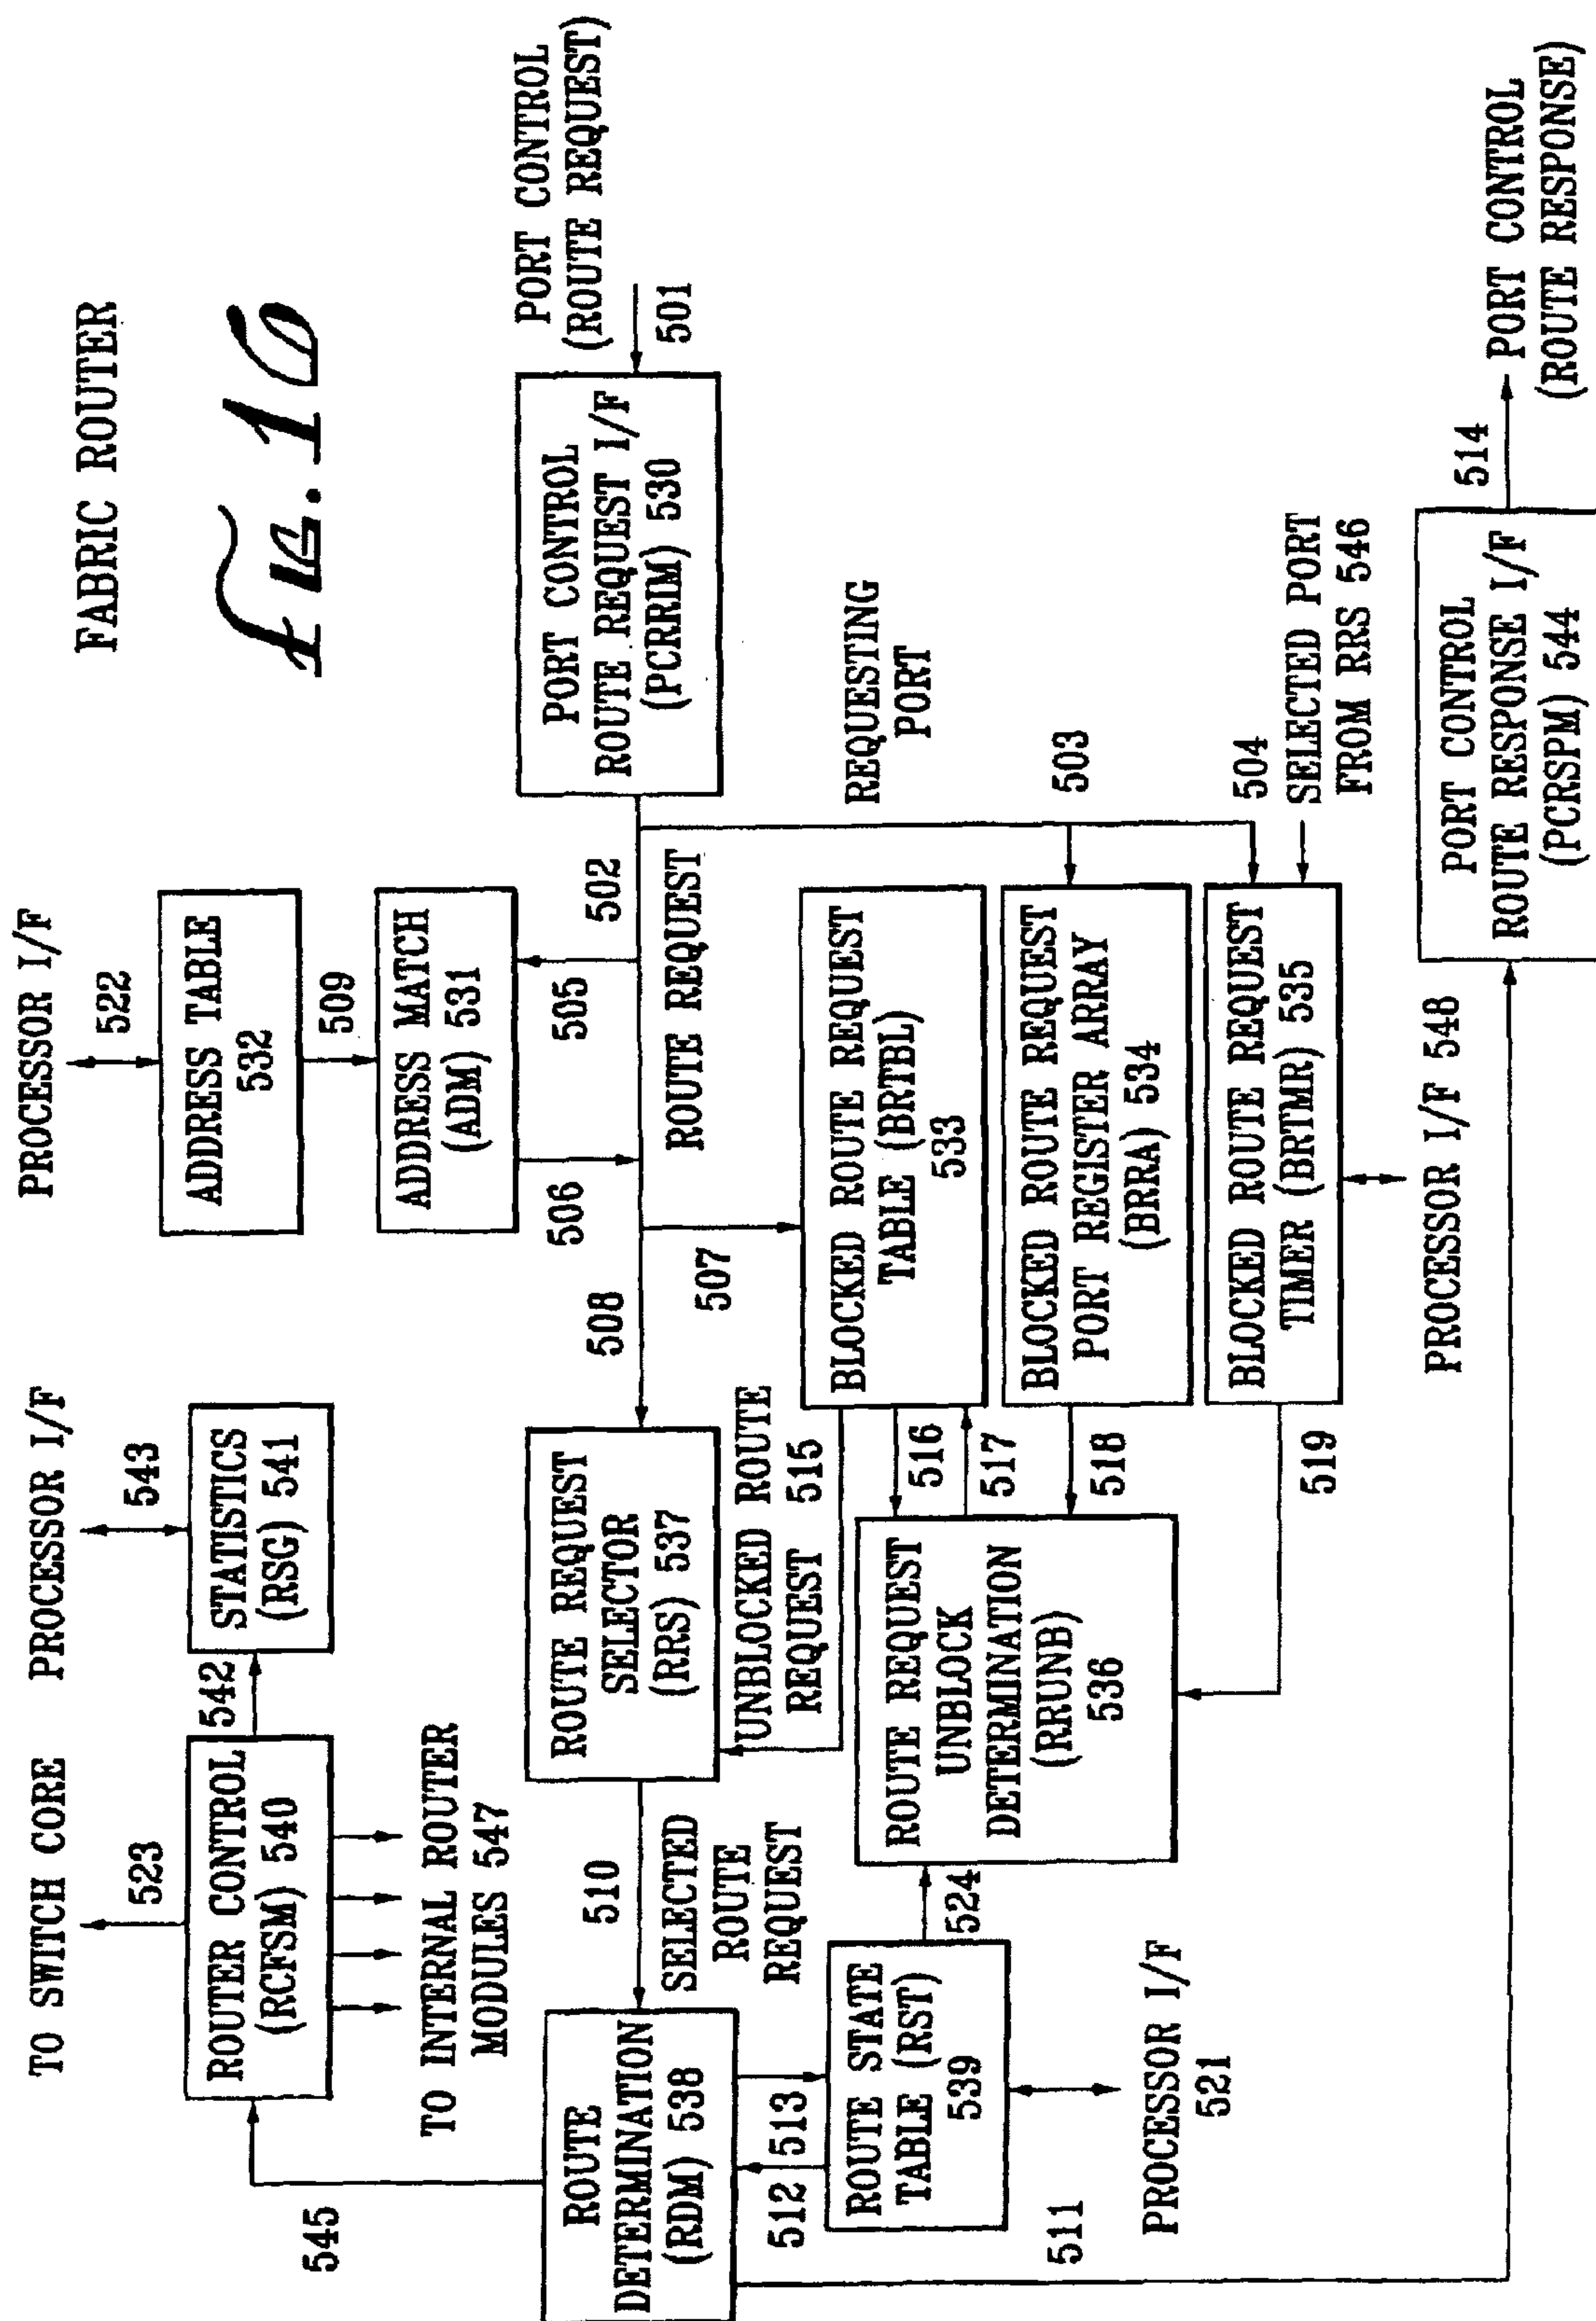 FABRIC ROUTER
FIG. 16
TO SWITCH CORE
PROCESSOR I/F
PROCESSOR I/F
523
543
522
ROUTER CONTROL
(RCFSM) 540
542
STATISTICS
(RSG) 541
ADDRESS TABLE
532
509
TO INTERNAL ROUTER
MODULES 547
ADDRESS MATCH
(ADM) 531
545
506
505
PORT CONTROL
(ROUTE REQUEST)
501
PORT CONTROL
ROUTE REQUEST I/F
(PCRRIM) 530
502
ROUTE REQUEST
508
507
ROUTE REQUEST
SELECTOR
(RRS) 537
510
SELECTED
ROUTE
REQUEST
ROUTE
DETERMINATION
(RDM) 538
UNBLOCKED ROUTE
REQUEST 515
REQUESTING
PORT
512
513
ROUTE STATE
TABLE (RST)
539
524
ROUTE REQUEST
UNBLOCK
DETERMINATION
(RRUNB)
536
516
517
518
519
BLOCKED ROUTE REQUEST
TABLE (BRTBL)
533
BLOCKED ROUTE REQUEST
PORT REGISTER ARRAY
(BRRA) 534
BLOCKED ROUTE REQUEST
TIMER (BRTMR) 535
503
504
SELECTED PORT
FROM RRS 546
511
PROCESSOR I/F
521
PROCESSOR I/F 548
PORT CONTROL
ROUTE RESPONSE I/F
(PCRSPM) 544
514
PORT CONTROL
(ROUTE RESPONSE)